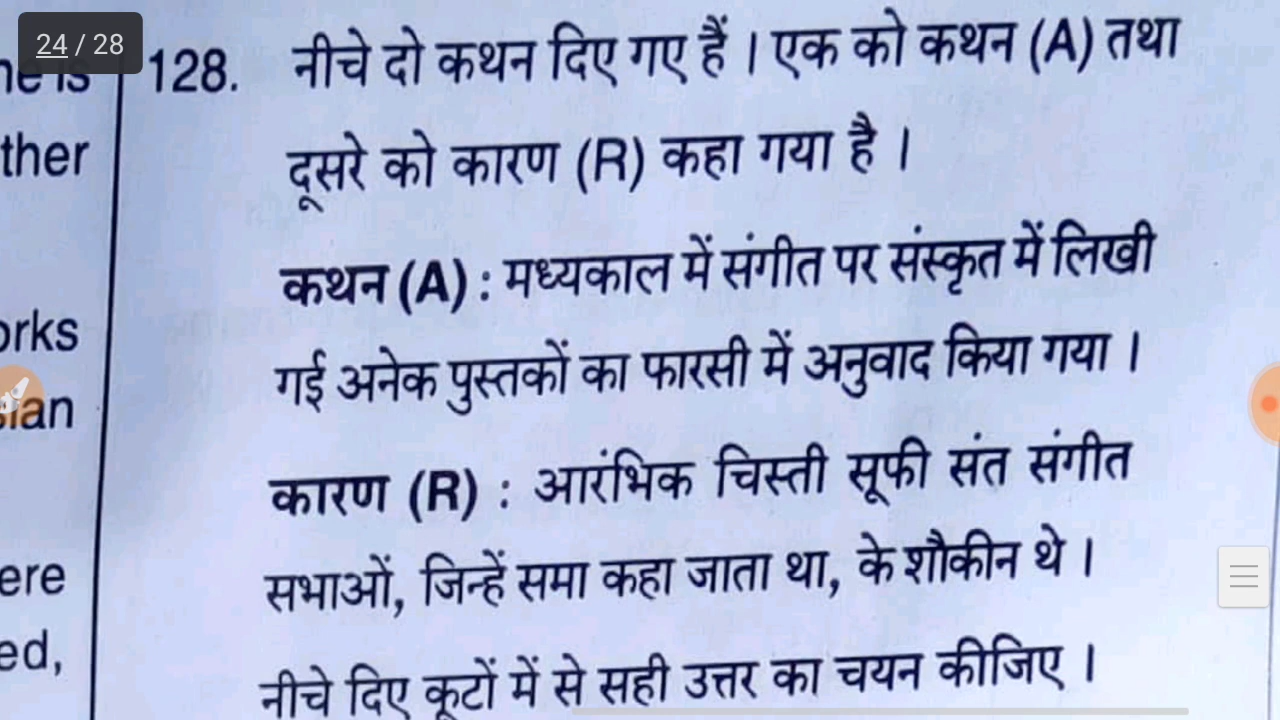 24 / 28
128. नीचे दो कथन दिए गए हैं । एक को कथन (A) तथा
ther
दूसरे को कारण (R) कहा गया है ।
कथन (A) : मध्यकाल में संगीत पर संस्कृत में लिखी
orks
गई अनेक पुस्तकों का फारसी में अनुवाद किया गया ।
sian
कारण (R) : आरंभिक चिस्ती सूफी संत संगीत
ere
सभाओं, जिन्हें समा कहा जाता था, के शौकीन थे ।
ed,
नीचे दिए कूटों में से सही उत्तर का चयन कीजिए ।